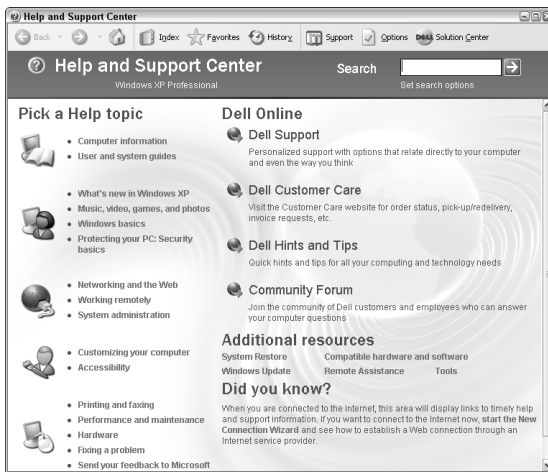 Help and Support Center
Back
Index
Favorites
History
Support
Options
DELL Solution Center
Help and Support Center
Windows XP Professional
Search
Set search options
Pick a Help topic
Computer information
User and system guides
What's new in Windows XP
Music, video, games, and photos
Windows basics
Protecting your PC: Security
basics
Networking and the Web
Working remotely
System administration
Customizing your computer
Accessibility
Printing and faxing
Performance and maintenance
Hardware
Fixing a problem
Send your feedback to Microsoft
Dell Online
Dell Support
Personalized support with options that relate directly to your computer
and even the way you think
Dell Customer Care
Visit the Customer Care website for order status, pick-up/redelivery,
invoice requests, etc.
Dell Hints and Tips
Quick hints and tips for all your computing and technology needs
Community Forum
Join the community of Dell customers and employees who can answer
your computer questions
Additional resources
System Restore
Compatible hardware and software
Windows Update
Remote Assistance
Tools
Did you know?
When you are connected to the Internet, this area will display links to timely help
and support information. If you want to connect to the Internet now, start the New
Connection Wizard and see how to establish a Web connection through an
Internet service provider.